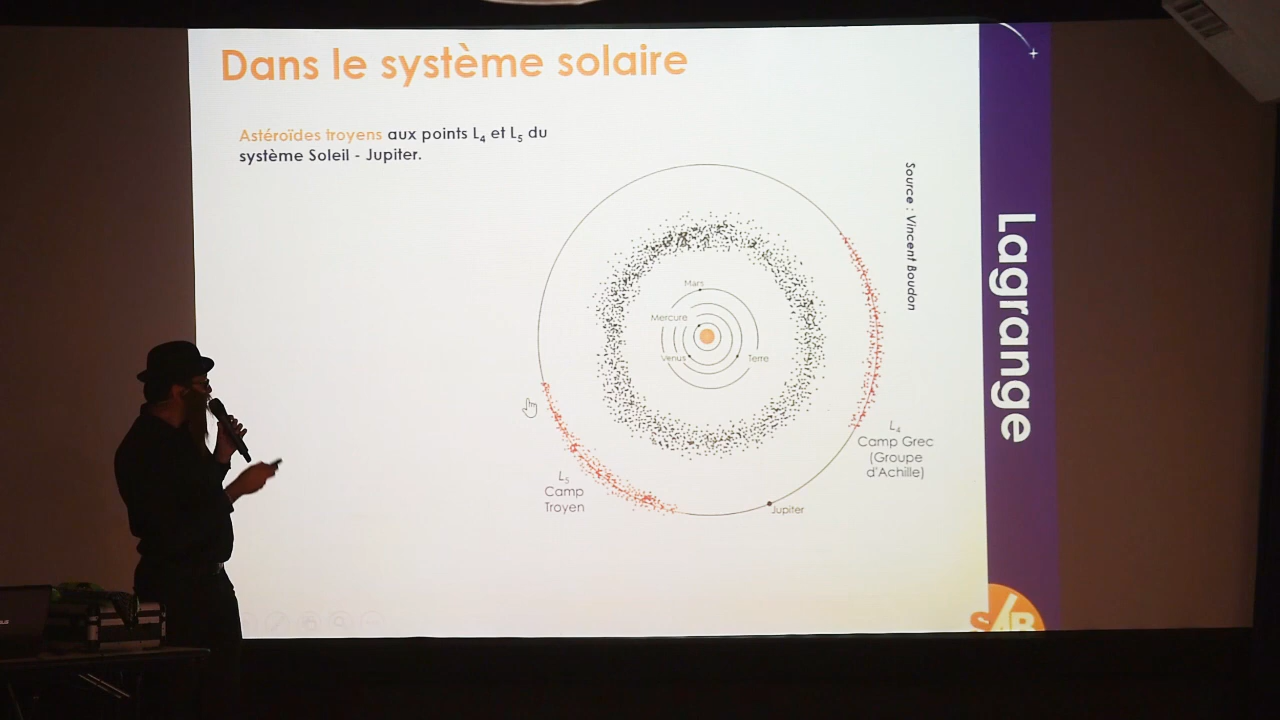 Dans le système solaire
Astéroïdes troyens aux points L₄ et L₅ du
système Soleil - Jupiter.
Source : Vincent Boudon
Lagrange
Mars
Mercure
Venus
Terre
L₄
Camp Grec
(Groupe
d'Achille)
L₅
Camp
Troyen
Jupiter
SAB